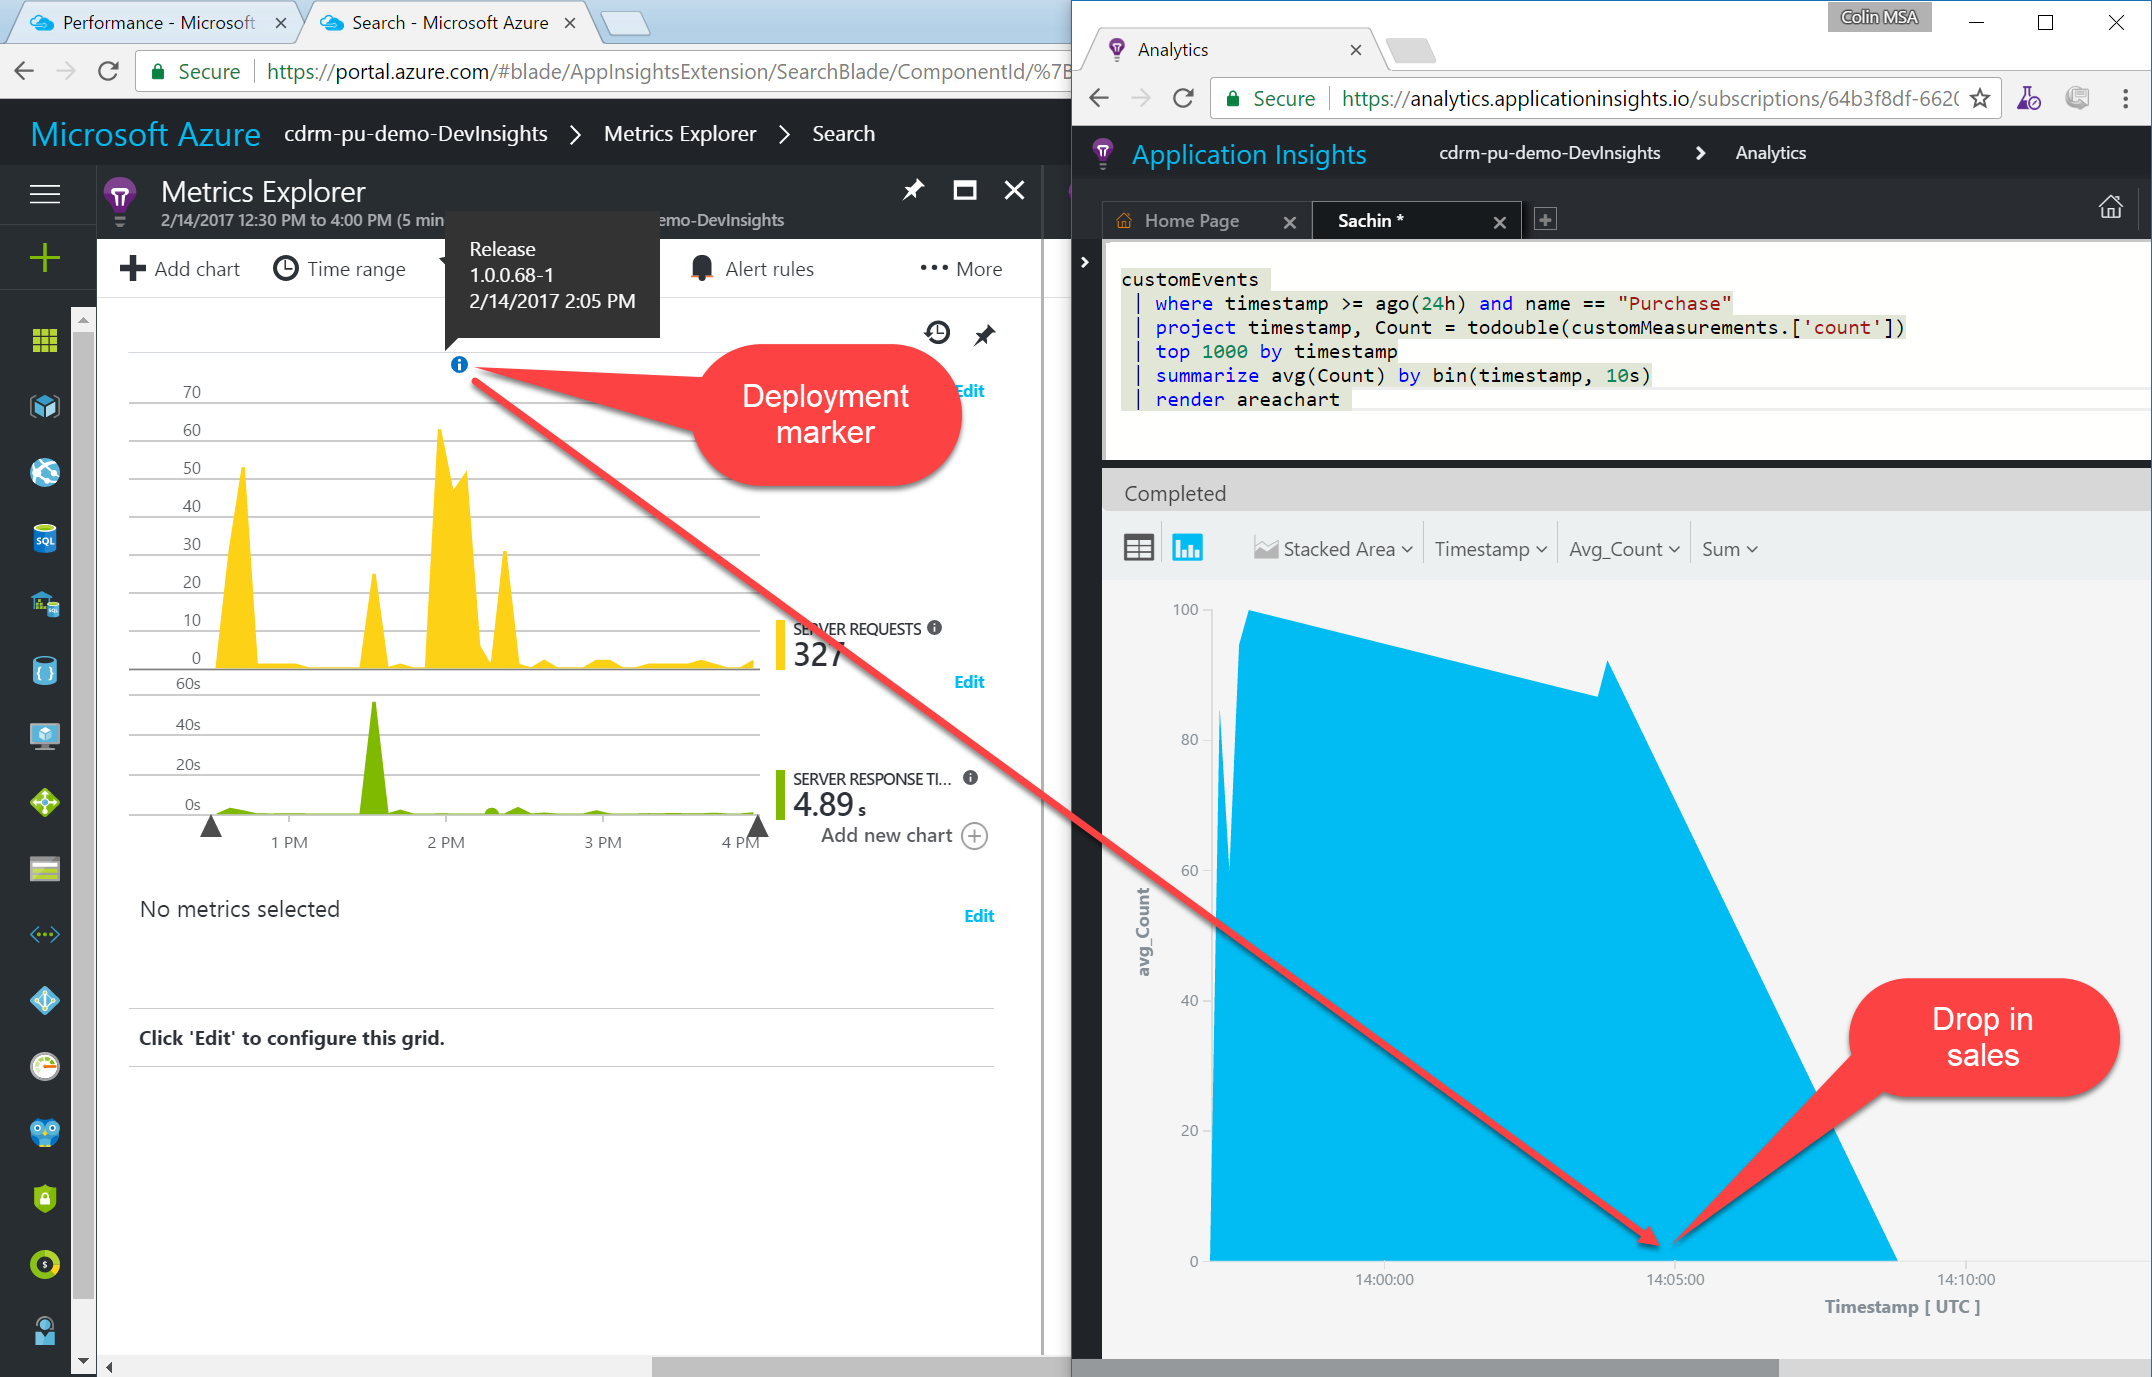 Performance - Microsoft
Search - Microsoft Azure
Secure
https://portal.azure.com/#blade/AppInsightsExtension/SearchBlade/ComponentId/%7B
Microsoft Azure cdrm-pu-demo-DevInsights > Metrics Explorer > Search
Metrics Explorer
2/14/2017 12:30 PM to 4:00 PM (5 min
emo-DevInsights
Release
1.0.0.68-1
2/14/2017 2:05 PM
Add chart
Time range
Alert rules
More
Deployment
marker
Edit
70
60
50
40
30
20
10
0
SERVER REQUESTS
327
Edit
60s
40s
20s
0s
SERVER RESPONSE TI...
4.89 s
1 PM
2 PM
3 PM
4 PM
Add new chart
No metrics selected
Edit
Click 'Edit' to configure this grid.
SQL
SQL
Colin MSA
Analytics
Secure
https://analytics.applicationinsights.io/subscriptions/64b3f8df-6620
Application Insights cdrm-pu-demo-DevInsights > Analytics
Home Page
Sachin *
customEvents
| where timestamp >= ago(24h) and name == "Purchase"
| project timestamp, Count = todouble(customMeasurements.['count'])
| top 1000 by timestamp
| summarize avg(Count) by bin(timestamp, 10s)
| render areachart
Completed
Stacked Area
Timestamp
Avg_Count
Sum
100
80
60
40
20
0
avg_Count
Drop in
sales
14:00:00
14:05:00
14:10:00
Timestamp [ UTC ]